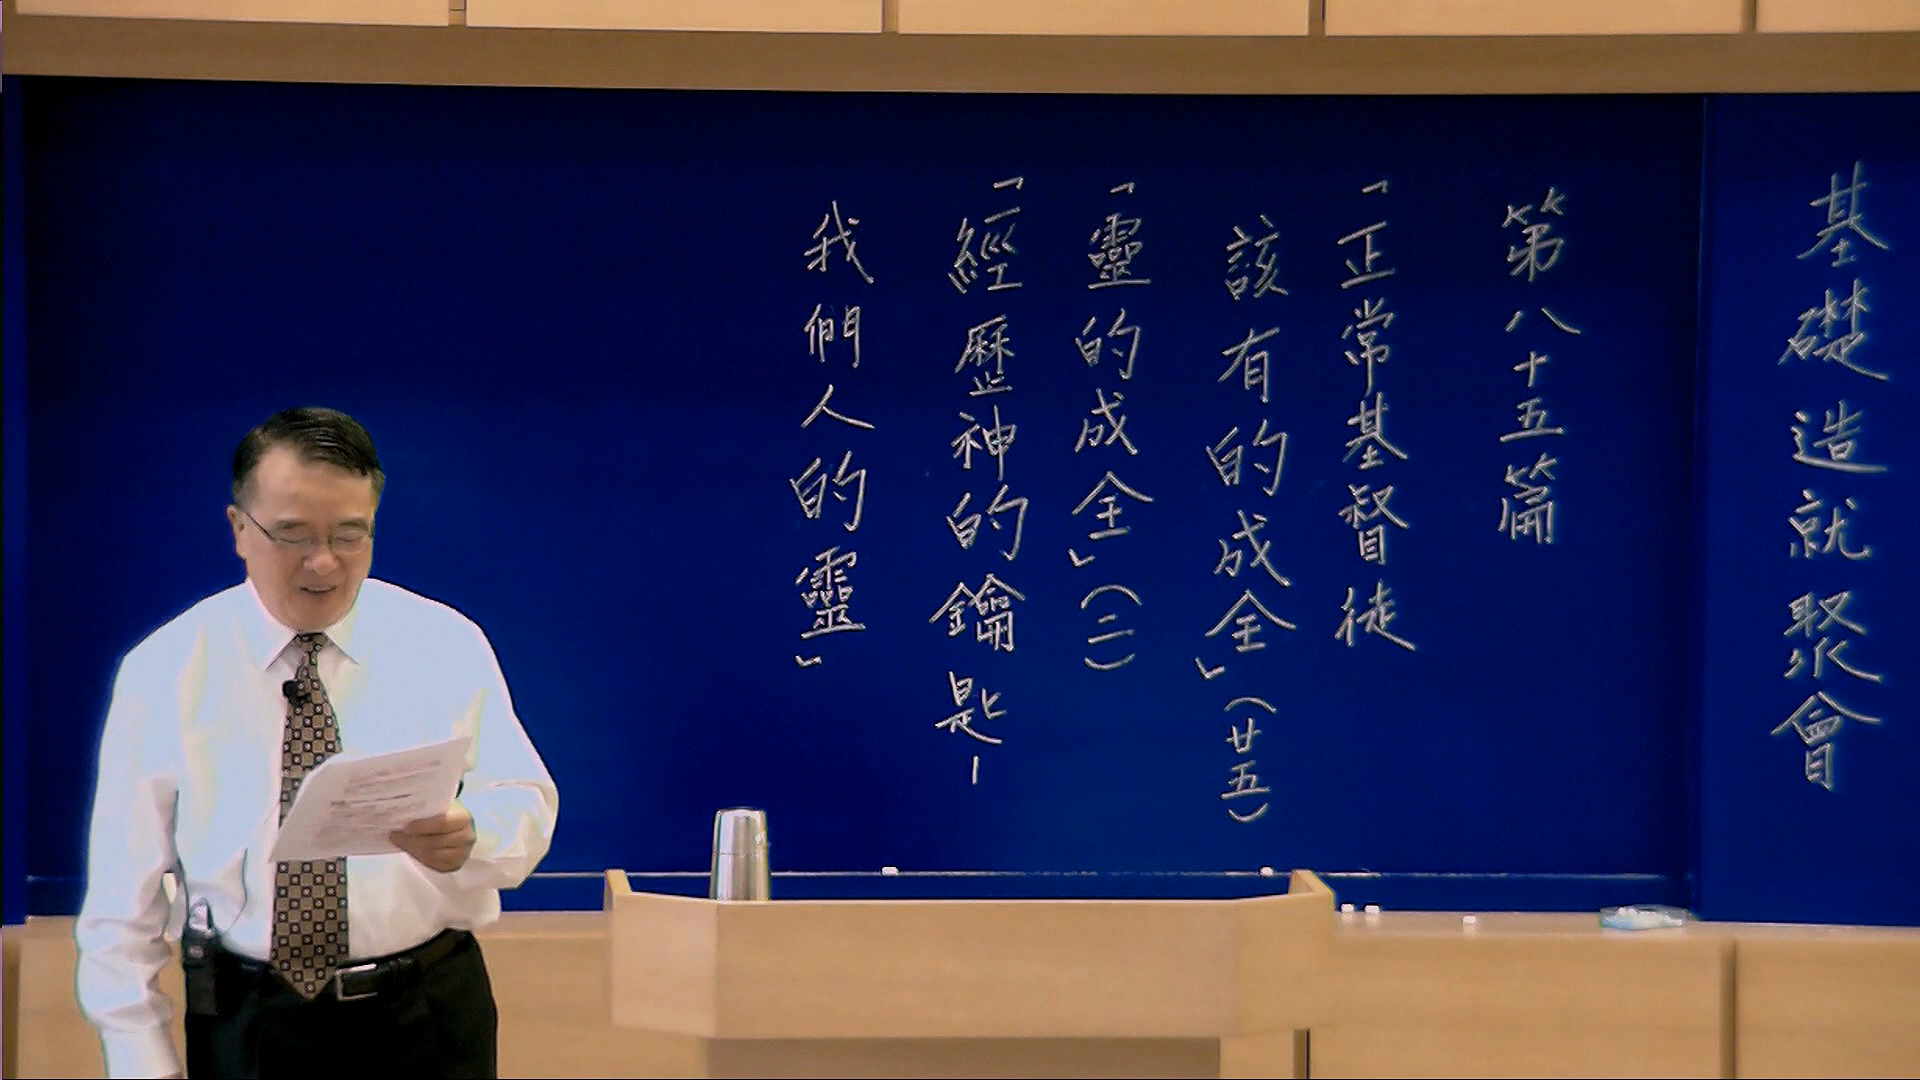 基礎造就聚會
第八十五篇
「正常基督徒
該有的成全」(廿五)
「靈的成全」(二)
「經歷神的鑰匙—
我們人的靈」